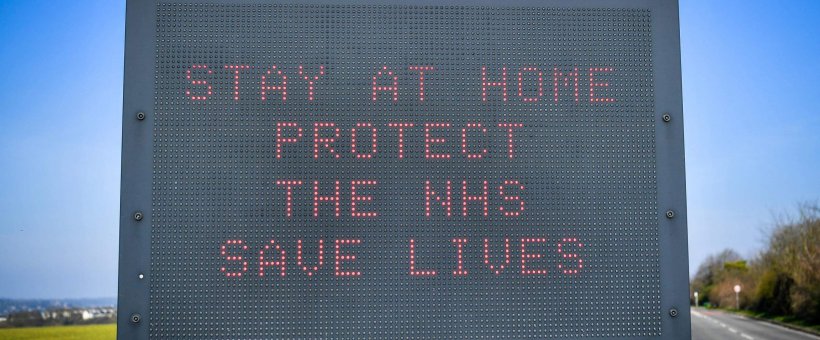 STAY AT HOME
PROTECT
THE NHS
SAVE LIVES